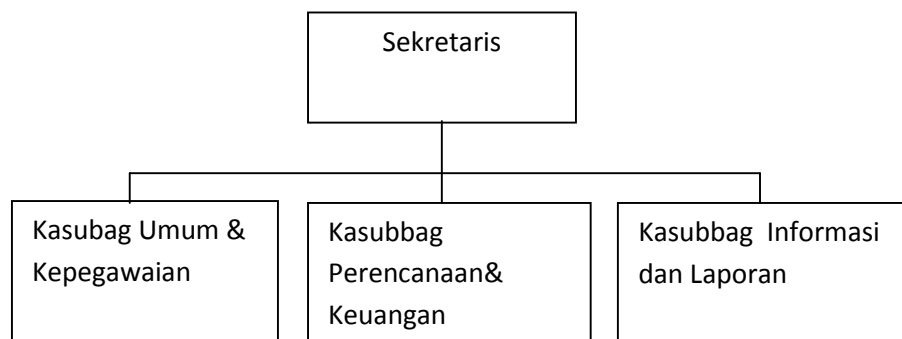 Sekretaris
Kasubag Umum &
Kepegawaian
Kasubbag
Perencanaan&
Keuangan
Kasubbag  Informasi
dan Laporan